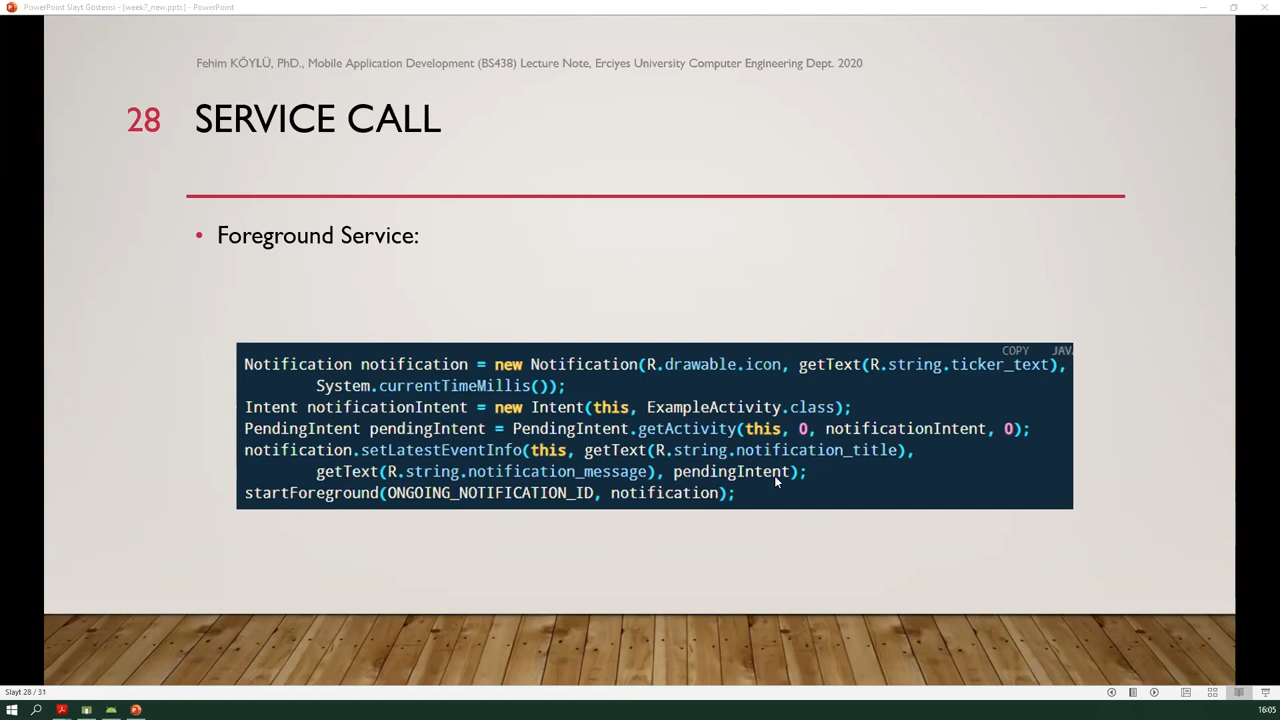 PowerPoint Slayt Gösterisi - [week7_new.pptx] - PowerPoint
Fehim KÖYLÜ, PhD., Mobile Application Development (BS438) Lecture Note, Erciyes University Computer Engineering Dept. 2020
28 SERVICE CALL
• Foreground Service:
COPY JAVA
Notification notification = new Notification(R.drawable.icon, getText(R.string.ticker_text),
System.currentTimeMillis());
Intent notificationIntent = new Intent(this, ExampleActivity.class);
PendingIntent pendingIntent = PendingIntent.getActivity(this, 0, notificationIntent, 0);
notification.setLatestEventInfo(this, getText(R.string.notification_title),
getText(R.string.notification_message), pendingIntent);
startForeground(ONGOING_NOTIFICATION_ID, notification);
Slayt 28 / 31
16:05